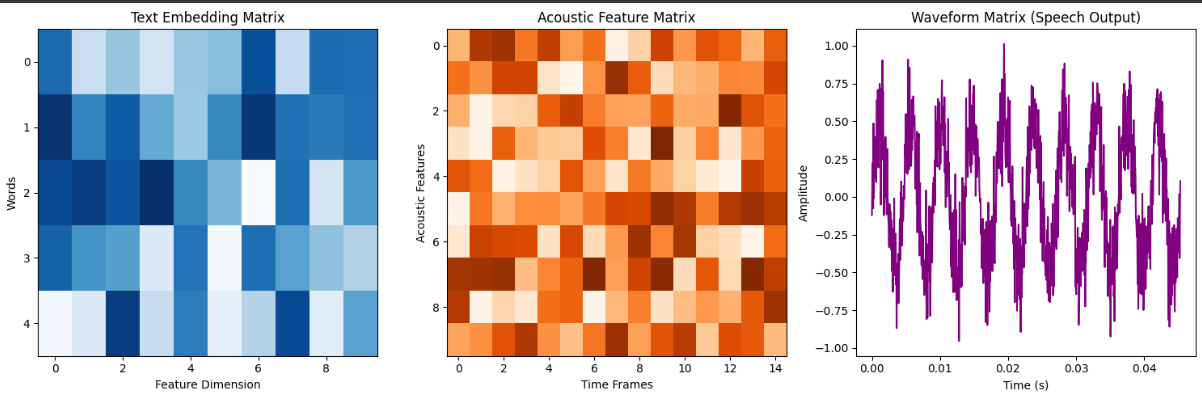 Text Embedding Matrix
Words
0
1
2
3
4
0 2 4 6 8
Feature Dimension
Acoustic Feature Matrix
Acoustic Features
0
2
4
6
8
0 2 4 6 8 10 12 14
Time Frames
Waveform Matrix (Speech Output)
Amplitude
1.00
0.75
0.50
0.25
0.00
−0.25
−0.50
−0.75
−1.00
0.00 0.01 0.02 0.03 0.04
Time (s)